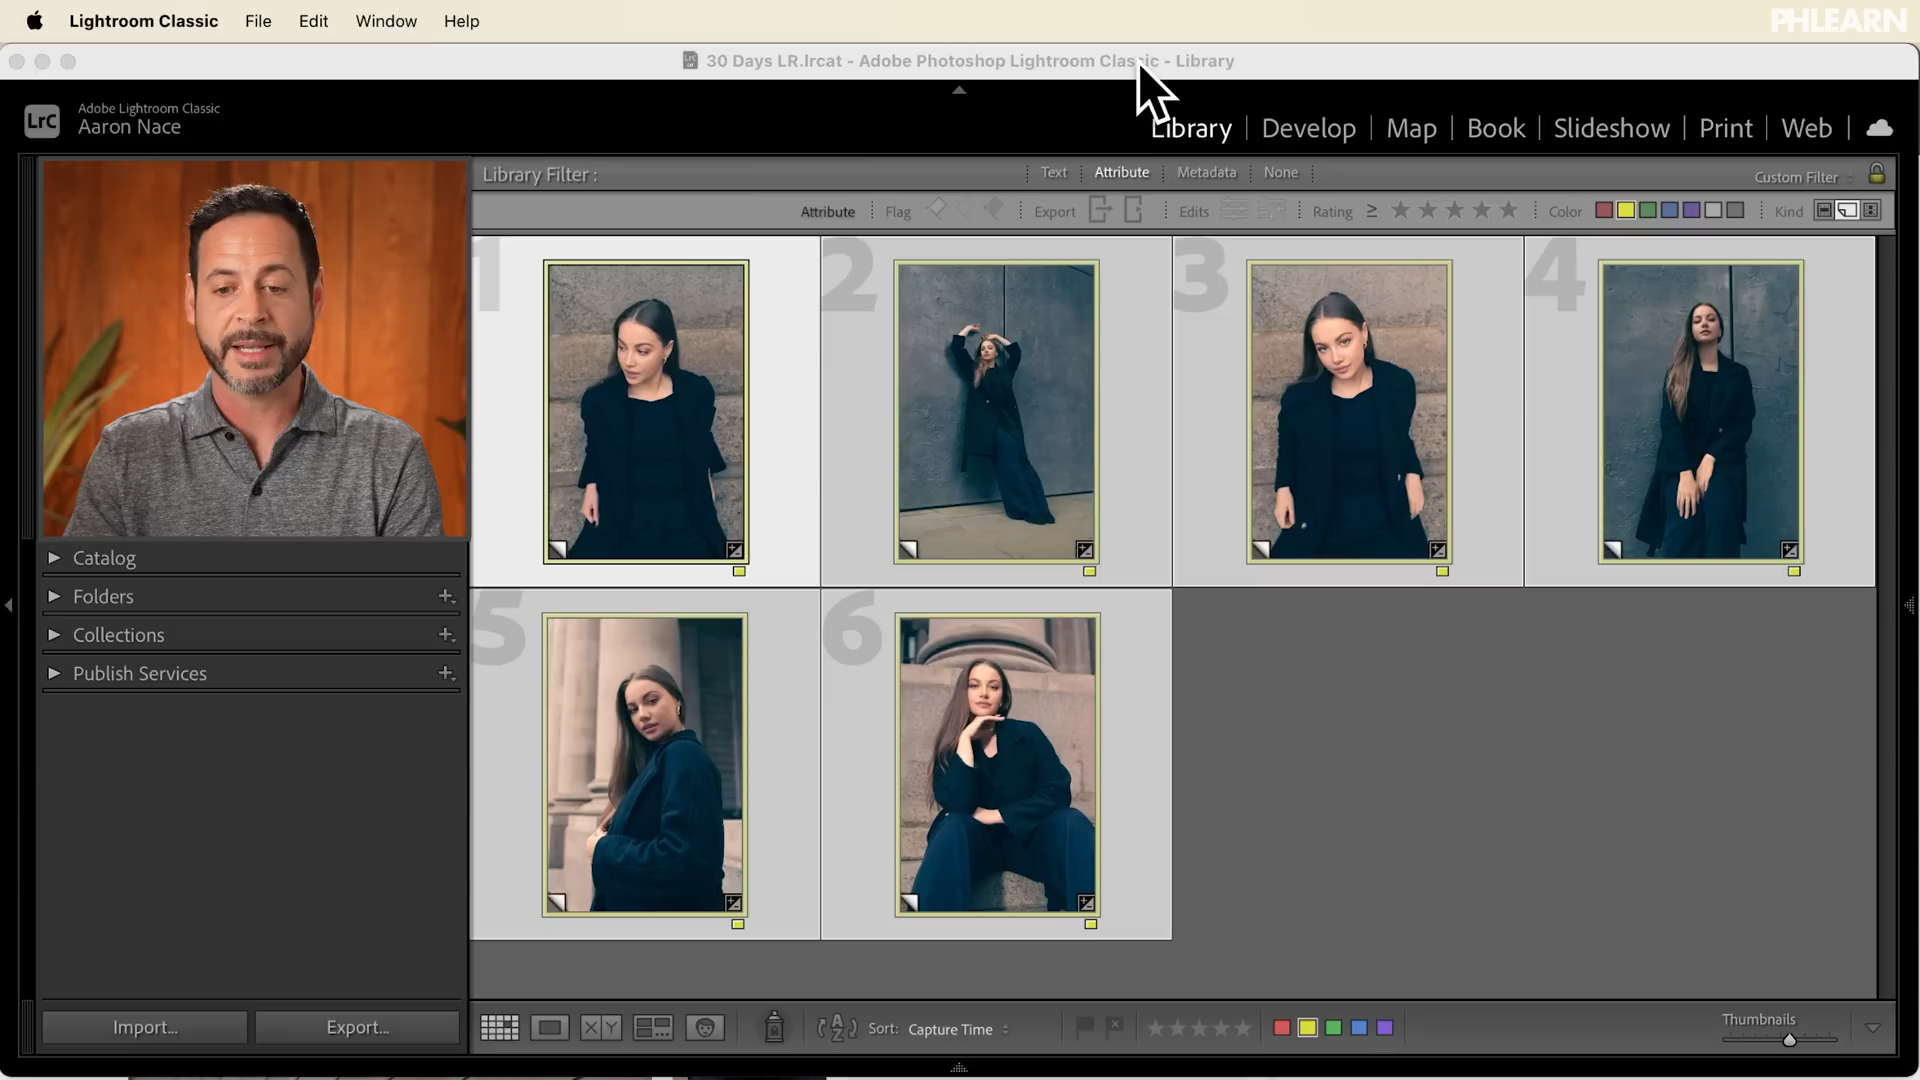 Lightroom Classic File Edit Window Help
PHLEARN
30 Days LR.lrcat - Adobe Photoshop Lightroom Classic - Library
LrC
Adobe Lightroom Classic
Aaron Nace
Library | Develop | Map | Book | Slideshow | Print | Web |
Library Filter : Text Attribute Metadata None Custom Filter
Attribute Flag Export Edits Rating ≥ Color Kind
1 2 3 4
5 6
Catalog
Folders
Collections
Publish Services
Import... Export...
X Y
A Z
Sort: Capture Time
Thumbnails